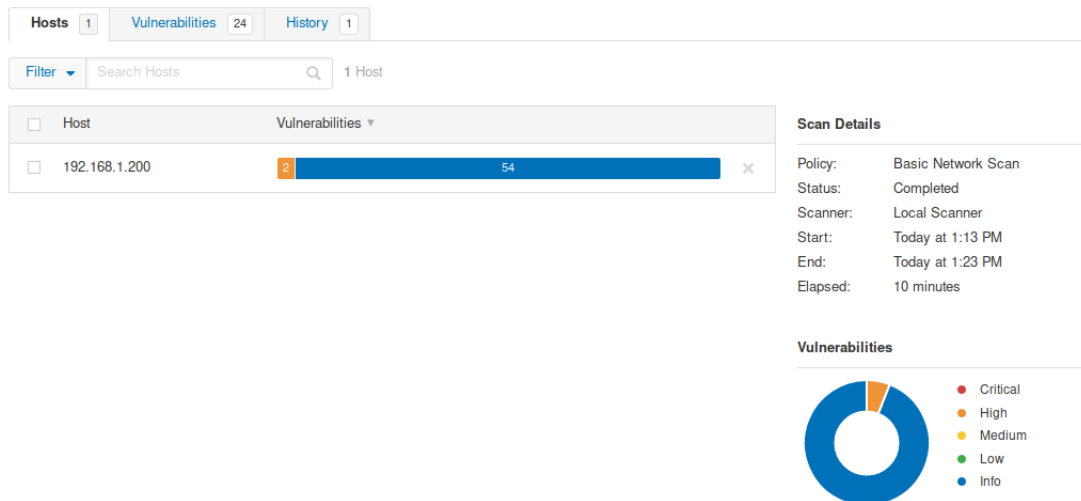 Hosts 1 Vulnerabilities 24 History 1
Filter Search Hosts 1 Host
Host Vulnerabilities
192.168.1.200 2 54
Scan Details
Policy: Basic Network Scan
Status: Completed
Scanner: Local Scanner
Start: Today at 1:13 PM
End: Today at 1:23 PM
Elapsed: 10 minutes
Vulnerabilities
Critical
High
Medium
Low
Info